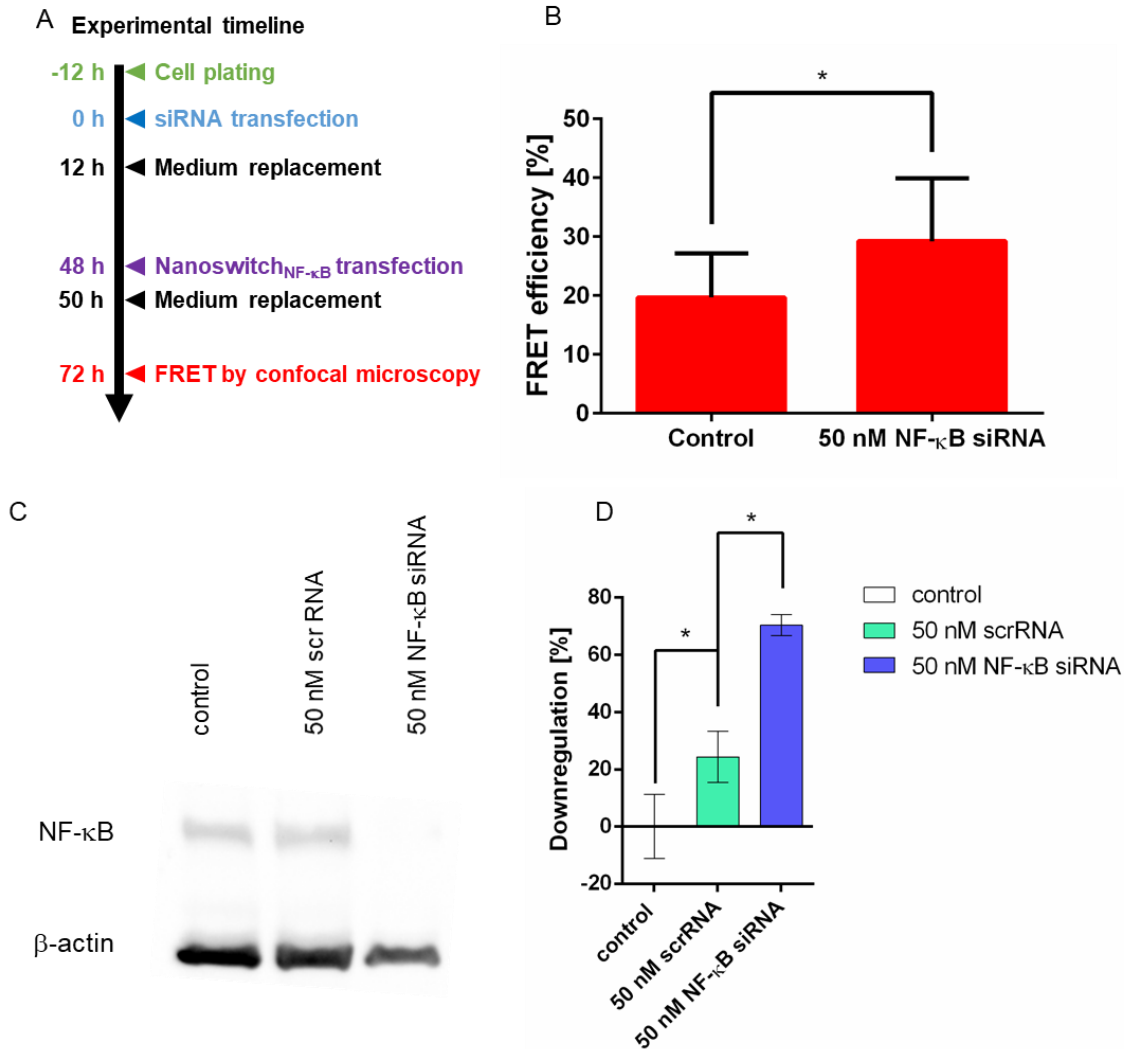 A
Experimental timeline
-12 h Cell plating
0 h siRNA transfection
12 h Medium replacement
48 h NanoswitchNF-κB transfection
50 h Medium replacement
72 h FRET by confocal microscopy
B
*
FRET efficiency [%]
50
40
30
20
10
0
Control 50 nM NF-κB siRNA
C
control
50 nM scr RNA
50 nM NF-κB siRNA
NF-κB
β-actin
D
*
*
Downregulation [%]
80
60
40
20
0
-20
control
50 nM scrRNA
50 nM NF-κB siRNA
control
50 nM scrRNA
50 nM NF-κB siRNA